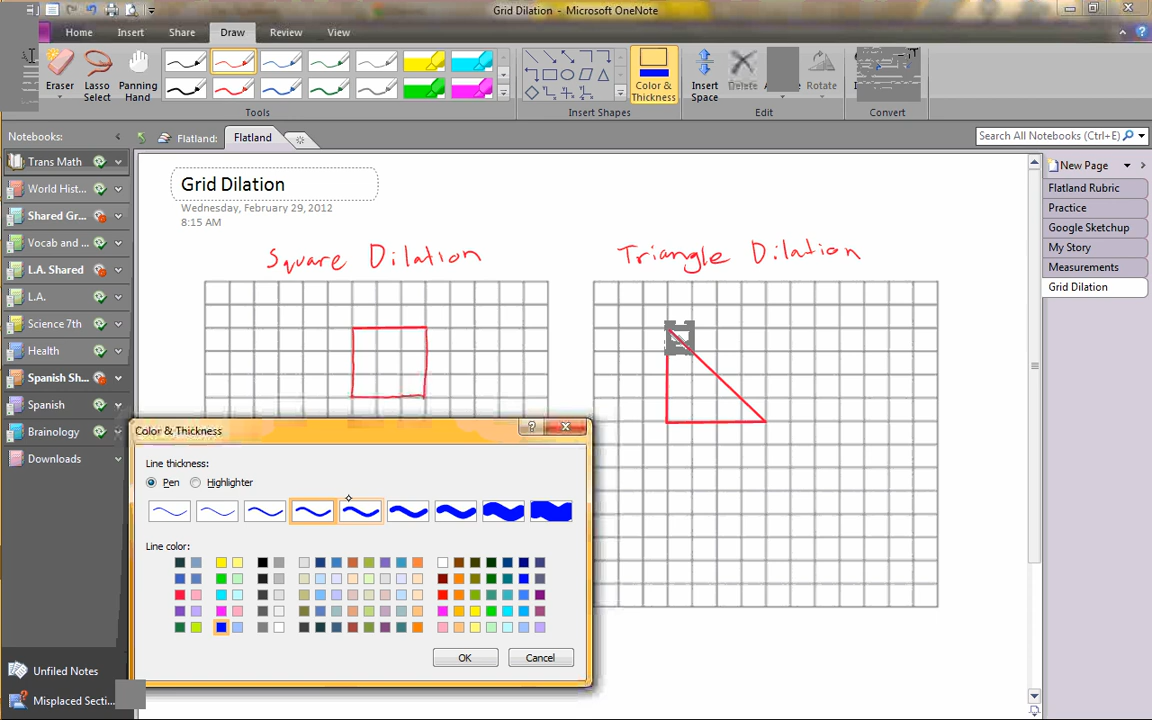 Grid Dilation - Microsoft OneNote
Home Insert Share Draw Review View
Eraser
Lasso Select
Panning Hand
Color & Thickness
Insert Space
Delete
Rotate
Tools
Insert Shapes
Edit
Convert
Notebooks:
Flatland:
Flatland
Search All Notebooks (Ctrl+E)
Trans Math
World Hist...
Shared Gr...
Vocab and ...
L.A. Shared
L.A.
Science 7th
Health
Spanish Sh...
Spanish
Brainology
Downloads
Unfiled Notes
Misplaced Secti...
Grid Dilation
Wednesday, February 29, 2012
8:15 AM
Square Dilation
Triangle Dilation
Color & Thickness
Line thickness:
Pen Highlighter
Line color:
OK Cancel
New Page
Flatland Rubric
Practice
Google Sketchup
My Story
Measurements
Grid Dilation